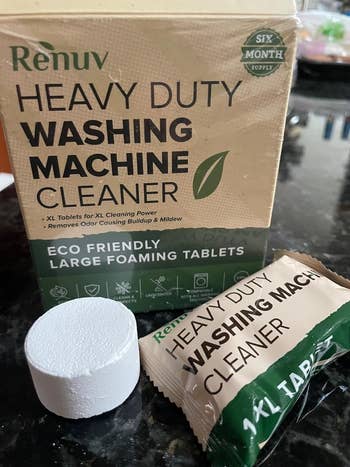 Renuv
SIX
MONTH
SUPPLY
HEAVY DUTY
WASHING
MACHINE
CLEANER
• XL Tablets for XL Cleaning Power
• Removes Odor Causing Buildup & Mildew
ECO FRIENDLY
LARGE FOAMING TABLETS
Renuv
HEAVY DUTY
WASHING MACH
CLEANER
1 XL TABLE